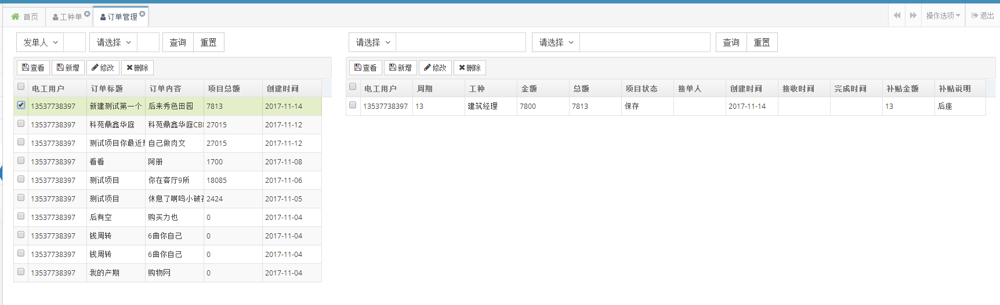 首页 工种单 订单管理 操作选项 退出
发单人 请选择 查询 重置 请选择 请选择 查询 重置
查看 新增 修改 删除 查看 新增 修改 删除
电工用户 订单标题 订单内容 项目总额 创建时间
13537738397 新建测试第一个 后来秀色田园 7813 2017-11-14
13537738397 科苑鼎鑫华庭 科苑鼎鑫华庭CB 27015 2017-11-12
13537738397 测试项目你最近 自己做肉文 27015 2017-11-12
13537738397 看看 阿册 1700 2017-11-08
13537738397 测试项目 你在客厅9所 18085 2017-11-06
13537738397 测试项目 休息了啊呜小破 2424 2017-11-05
13537738397 后有空 购买力也 0 2017-11-04
13537738397 钱周转 6曲你自己 0 2017-11-04
13537738397 钱周转 6曲你自己 0 2017-11-04
13537738397 我的产期 购物网 0 2017-11-04
电工用户 周期 工种 金额 总额 项目状态 接单人 创建时间 接收时间 完成时间 补贴金额 补贴说明
13537738397 13 建筑经理 7800 7813 保存 2017-11-14 13 后座